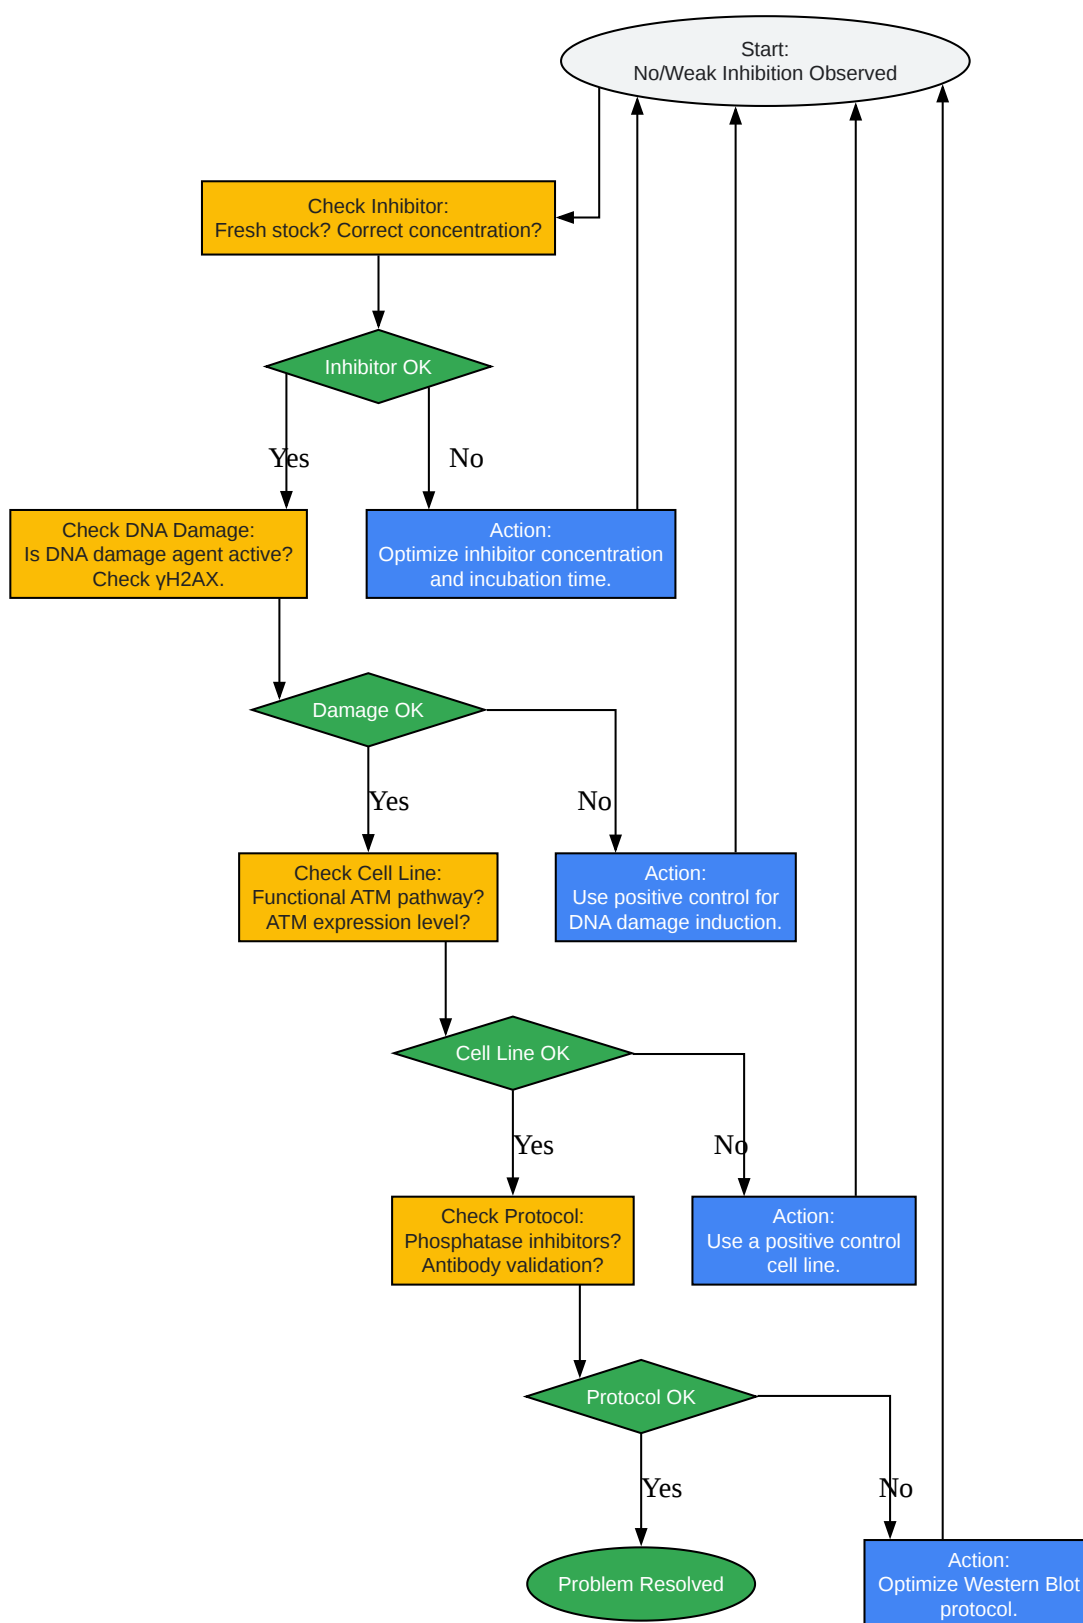 Start:
No/Weak Inhibition Observed
Check Inhibitor:
Fresh stock? Correct concentration?
Inhibitor OK
Yes
No
Check DNA Damage:
Is DNA damage agent active?
Check γH2AX.
Action:
Optimize inhibitor concentration
and incubation time.
Damage OK
Yes
No
Check Cell Line:
Functional ATM pathway?
ATM expression level?
Action:
Use positive control for
DNA damage induction.
Cell Line OK
Yes
No
Check Protocol:
Phosphatase inhibitors?
Antibody validation?
Action:
Use a positive control
cell line.
Protocol OK
Yes
No
Problem Resolved
Action:
Optimize Western Blot
protocol.